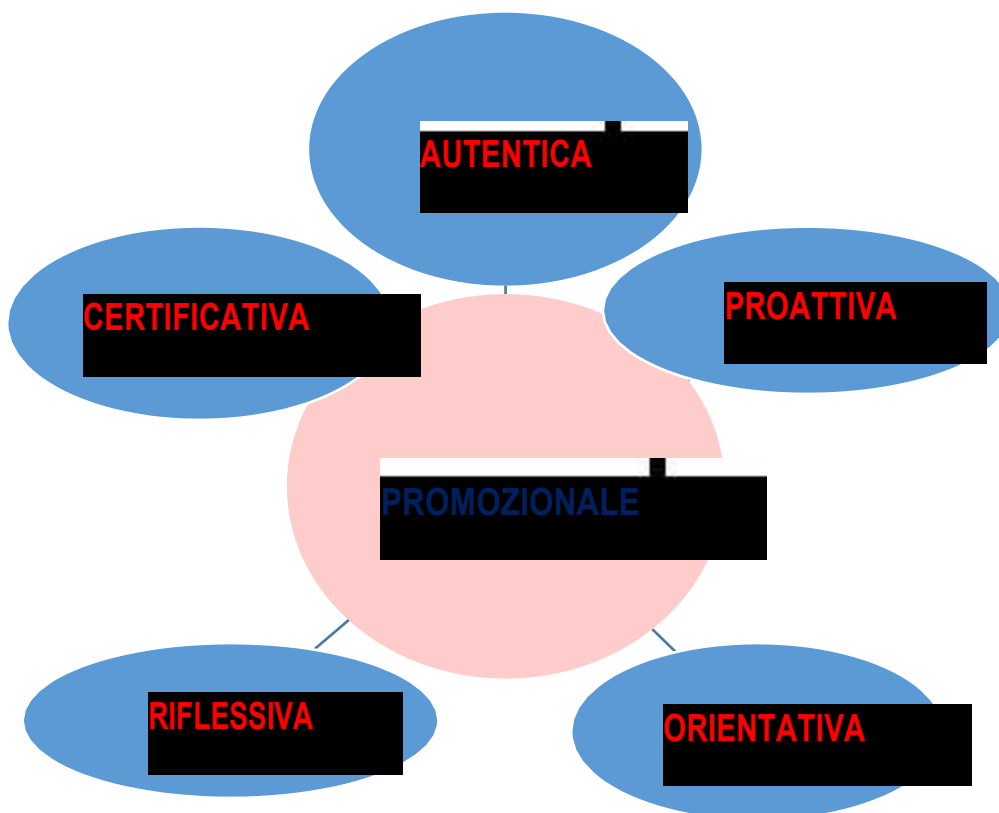 AUTENTICA
CERTIFICATIVA
PROATTIVA
PROMOZIONALE
RIFLESSIVA
ORIENTATIVA